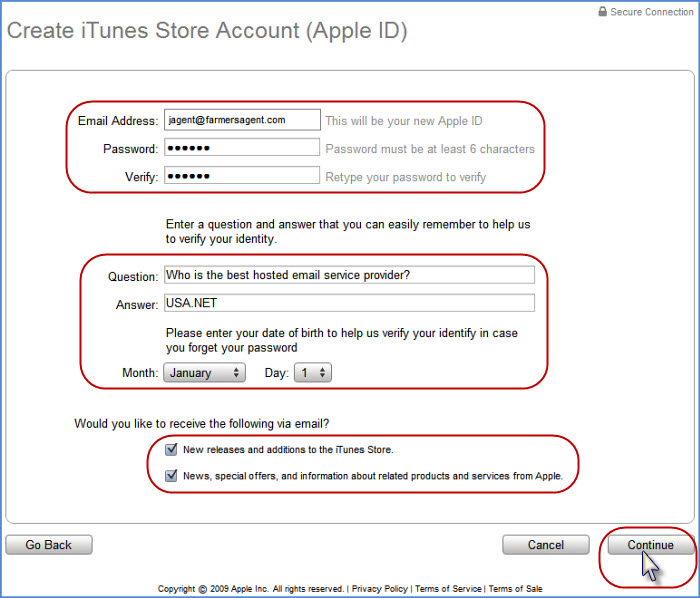 Secure Connection
Create iTunes Store Account (Apple ID)
Email Address: jagent@farmersagent.com This will be your new Apple ID
Password: •••••• Password must be at least 6 characters
Verify: •••••• Retype your password to verify
Enter a question and answer that you can easily remember to help us
to verify your identity.
Question: Who is the best hosted email service provider?
Answer: USA.NET
Please enter your date of birth to help us verify your identify in case
you forget your password
Month: January Day: 1
Would you like to receive the following via email?
New releases and additions to the iTunes Store.
News, special offers, and information about related products and services from Apple.
Go Back Cancel Continue
Copyright © 2009 Apple Inc. All rights reserved. | Privacy Policy | Terms of Service | Terms of Sale